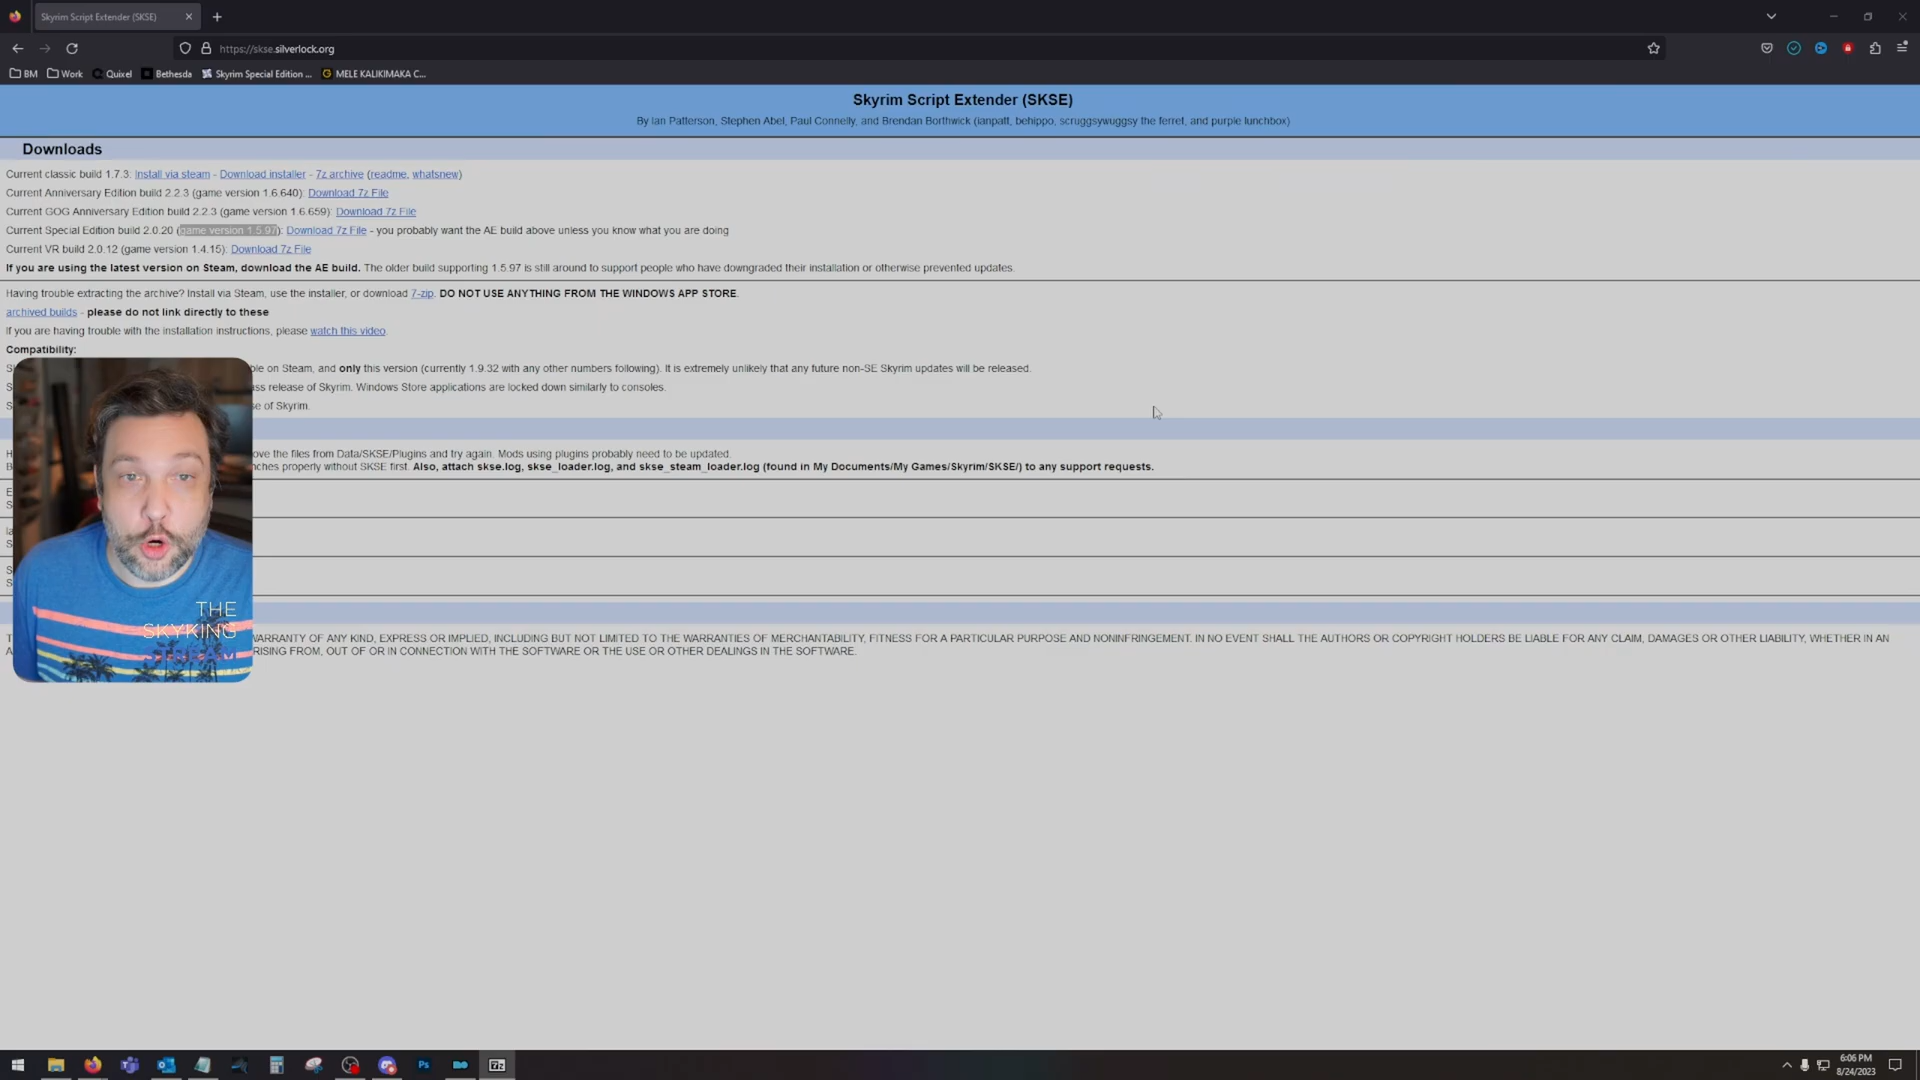 Skyrim Script Extender (SKSE)
https://skse.silverlock.org
BM Work Quixel Bethesda Skyrim Special Edition ... MELE KALIKIMAKA C...
Skyrim Script Extender (SKSE)
By Ian Patterson, Stephen Abel, Paul Connelly, and Brendan Borthwick (ianpatt, behippo, scruggsywuggsy the ferret, and purple lunchbox)
Downloads
Current classic build 1.7.3: Install via steam - Download installer - 7z archive (readme, whatsnew)
Current Anniversary Edition build 2.2.3 (game version 1.6.640): Download 7z File
Current GOG Anniversary Edition build 2.2.3 (game version 1.6.659): Download 7z File
Current Special Edition build 2.0.20 (game version 1.5.97): Download 7z File - you probably want the AE build above unless you know what you are doing
Current VR build 2.0.12 (game version 1.4.15): Download 7z File
If you are using the latest version on Steam, download the AE build. The older build supporting 1.5.97 is still around to support people who have downgraded their installation or otherwise prevented updates.
Having trouble extracting the archive? Install via Steam, use the installer, or download 7-zip. DO NOT USE ANYTHING FROM THE WINDOWS APP STORE.
archived builds - please do not link directly to these
If you are having trouble with the installation instructions, please watch this video.
Compatibility:
on Steam, and only this version (currently 1.9.32 with any other numbers following). It is extremely unlikely that any future non-SE Skyrim updates will be released.
release of Skyrim. Windows Store applications are locked down similarly to consoles.
of Skyrim.
the files from Data/SKSE/Plugins and try again. Mods using plugins probably need to be updated.
properly without SKSE first. Also, attach skse.log, skse_loader.log, and skse_steam_loader.log (found in My Documents/My Games/Skyrim/SKSE/) to any support requests.
THE
SKYKING
STREAM
WARRANTY OF ANY KIND, EXPRESS OR IMPLIED, INCLUDING BUT NOT LIMITED TO THE WARRANTIES OF MERCHANTABILITY, FITNESS FOR A PARTICULAR PURPOSE AND NONINFRINGEMENT. IN NO EVENT SHALL THE AUTHORS OR COPYRIGHT HOLDERS BE LIABLE FOR ANY CLAIM, DAMAGES OR OTHER LIABILITY, WHETHER IN AN
RISING FROM, OUT OF OR IN CONNECTION WITH THE SOFTWARE OR THE USE OR OTHER DEALINGS IN THE SOFTWARE.
Ps
7z
6:06 PM
8/24/2023